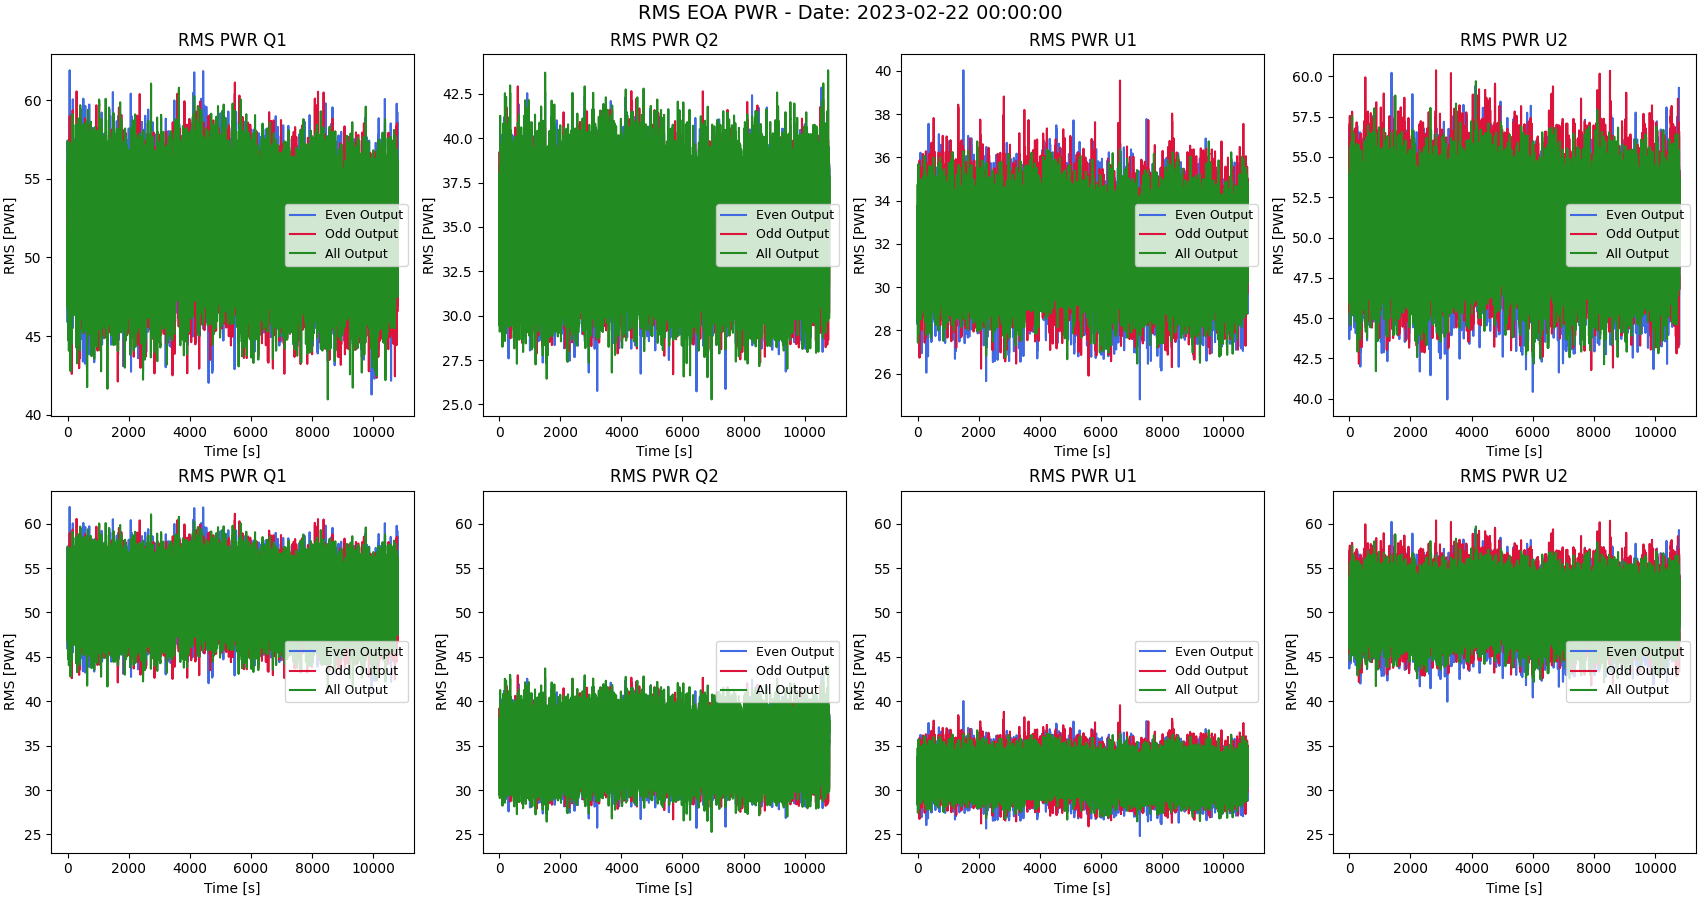 RMS EOA PWR - Date: 2023-02-22 00:00:00
RMS PWR Q1
RMS [PWR]
60
55
50
45
40
0 2000 4000 6000 8000 10000
Time [s]
Even Output
Odd Output
All Output
RMS PWR Q2
RMS [PWR]
42.5
40.0
37.5
35.0
32.5
30.0
27.5
25.0
0 2000 4000 6000 8000 10000
Time [s]
Even Output
Odd Output
All Output
RMS PWR U1
RMS [PWR]
40
38
36
34
32
30
28
26
0 2000 4000 6000 8000 10000
Time [s]
Even Output
Odd Output
All Output
RMS PWR U2
RMS [PWR]
60.0
57.5
55.0
52.5
50.0
47.5
45.0
42.5
40.0
0 2000 4000 6000 8000 10000
Time [s]
Even Output
Odd Output
All Output
RMS PWR Q1
RMS [PWR]
60
55
50
45
40
35
30
25
0 2000 4000 6000 8000 10000
Time [s]
Even Output
Odd Output
All Output
RMS PWR Q2
RMS [PWR]
60
55
50
45
40
35
30
25
0 2000 4000 6000 8000 10000
Time [s]
Even Output
Odd Output
All Output
RMS PWR U1
RMS [PWR]
60
55
50
45
40
35
30
25
0 2000 4000 6000 8000 10000
Time [s]
Even Output
Odd Output
All Output
RMS PWR U2
RMS [PWR]
60
55
50
45
40
35
30
25
0 2000 4000 6000 8000 10000
Time [s]
Even Output
Odd Output
All Output